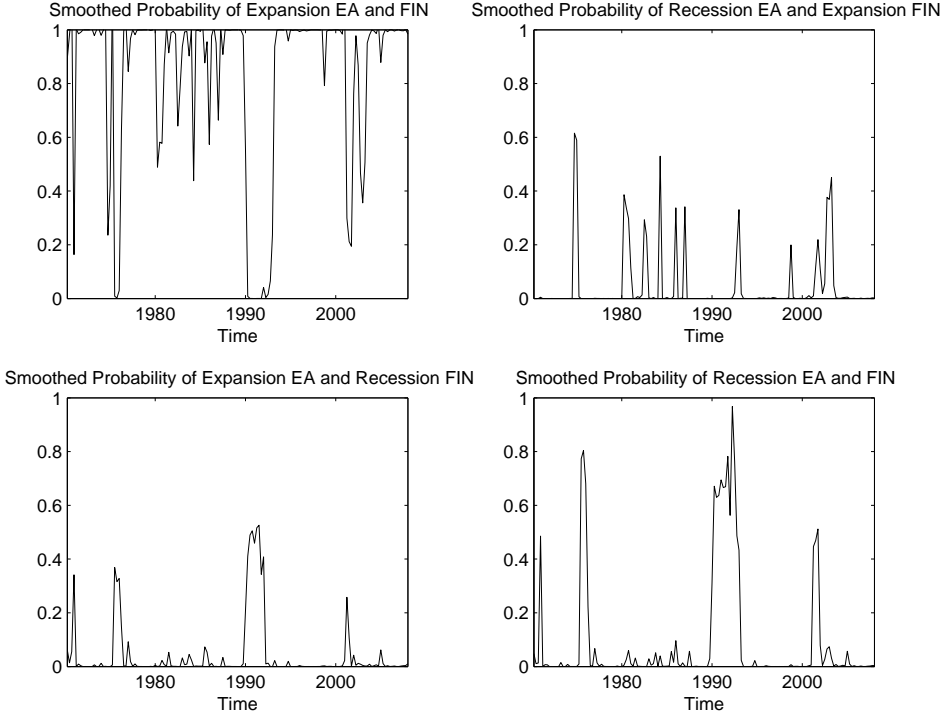 Smoothed Probability of Expansion EA and FIN
1
0.8
0.6
0.4
0.2
0
1980 1990 2000
Time
Smoothed Probability of Recession EA and Expansion FIN
1
0.8
0.6
0.4
0.2
0
1980 1990 2000
Time
Smoothed Probability of Expansion EA and Recession FIN
1
0.8
0.6
0.4
0.2
0
1980 1990 2000
Time
Smoothed Probability of Recession EA and FIN
1
0.8
0.6
0.4
0.2
0
1980 1990 2000
Time